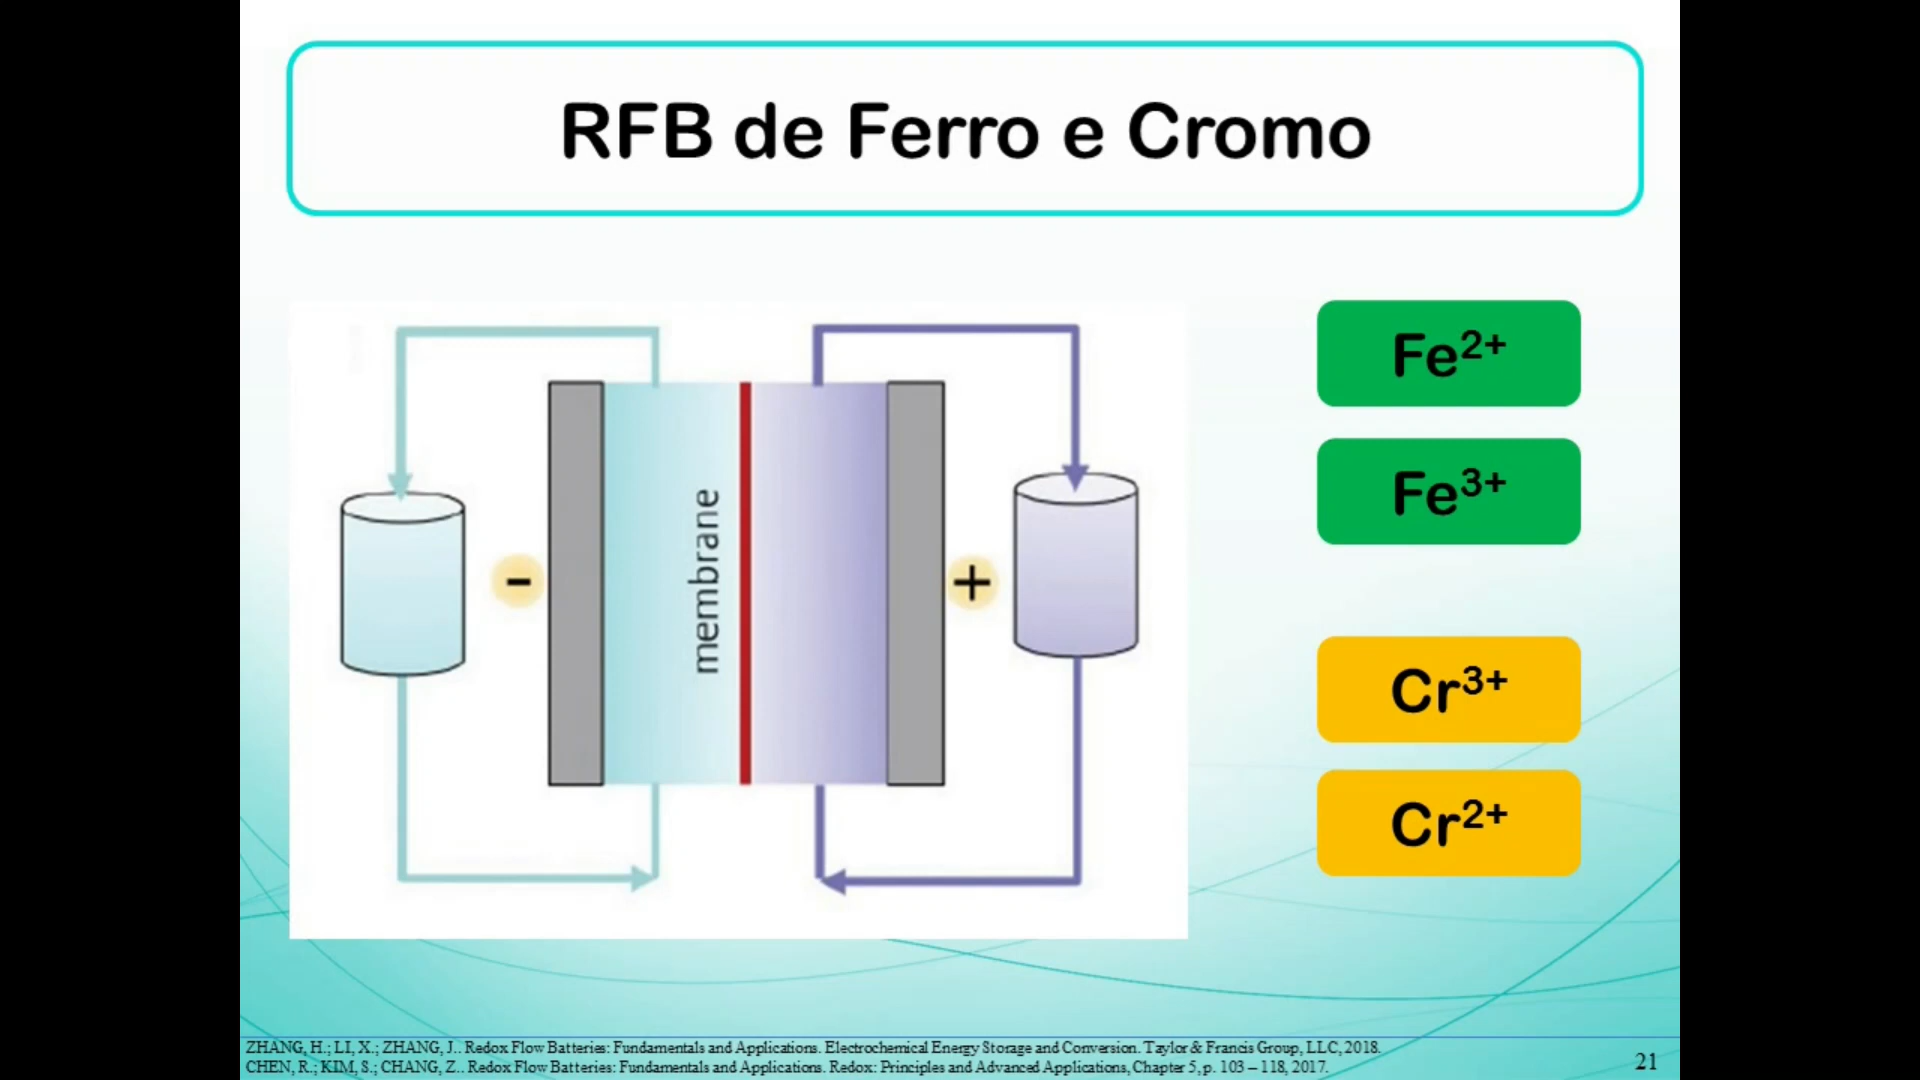 RFB de Ferro e Cromo
Fe²⁺
Fe³⁺
-
membrane
+
Cr³⁺
Cr²⁺
ZHANG, H.; LI, X.; ZHANG, J.. Redox Flow Batteries: Fundamentals and Applications. Electrochemical Energy Storage and Conversion. Taylor & Francis Group, LLC, 2018.
CHEN, R.; KIM, S.; CHANG, Z.. Redox Flow Batteries: Fundamentals and Applications. Redox: Principles and Advanced Applications, Chapter 5, p. 103 – 118, 2017.
21